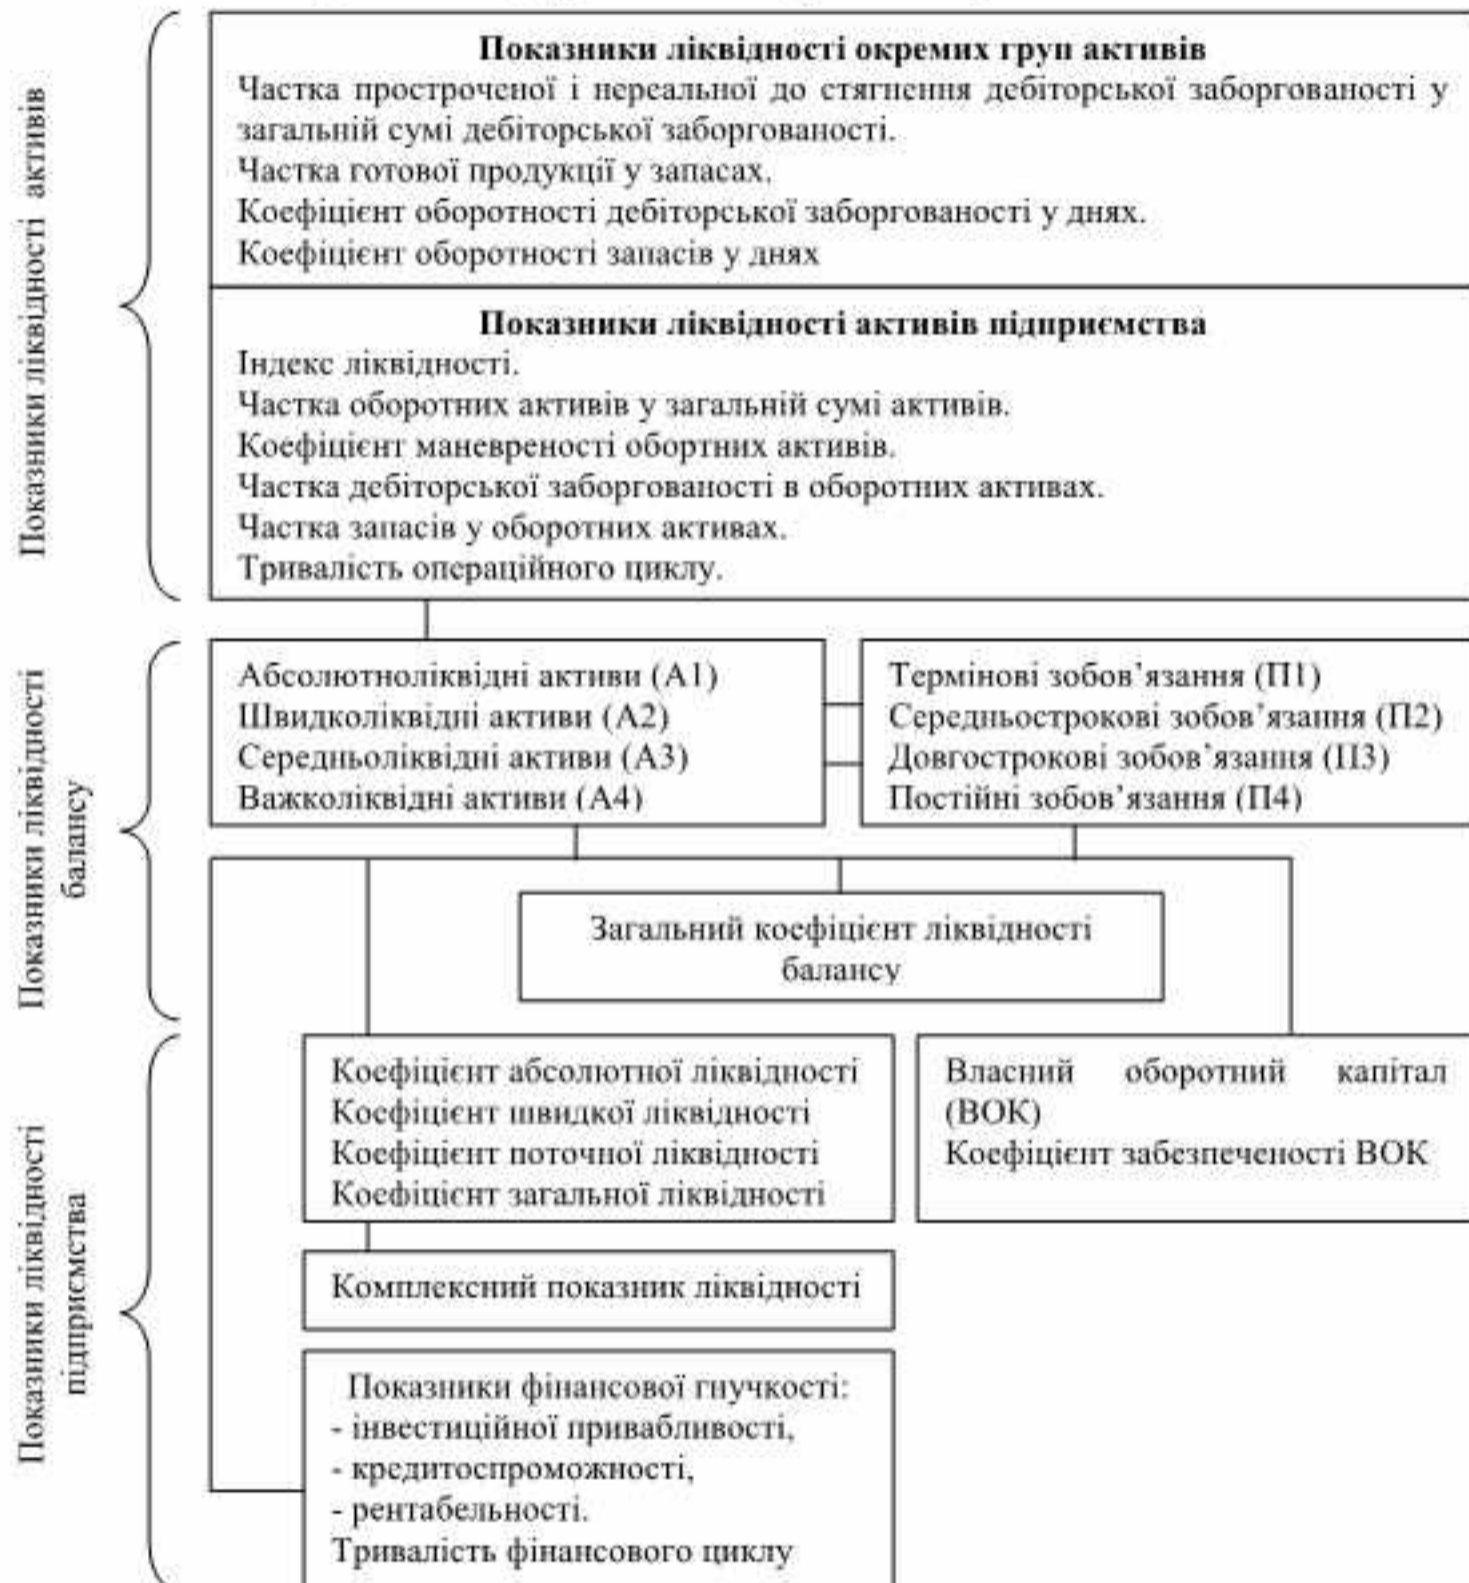 Показники ліквідності активів
Показники ліквідності окремих груп активів
Частка простроченої і нереальної до стягнення дебіторської заборгованості у
загальній сумі дебіторської заборгованості.
Частка готової продукції у запасах.
Коефіцієнт оборотності дебіторської заборгованості у днях.
Коефіцієнт оборотності запасів у днях
Показники ліквідності активів підприємства
Індекс ліквідності.
Частка оборотних активів у загальній сумі активів.
Коефіцієнт маневреності обортних активів.
Частка дебіторської заборгованості в оборотних активах.
Частка запасів у оборотних активах.
Тривалість операційного циклу.
Показники ліквідності
балансу
Абсолютноліквідні активи (А1)
Швидколіквідні активи (А2)
Середньоліквідні активи (А3)
Важколіквідні активи (А4)
Термінові зобов’язання (П1)
Середньострокові зобов’язання (П2)
Довгострокові зобов’язання (П3)
Постійні зобов’язання (П4)
Загальний коефіцієнт ліквідності
балансу
Показники ліквідності
підприємства
Коефіцієнт абсолютної ліквідності
Коефіцієнт швидкої ліквідності
Коефіцієнт поточної ліквідності
Коефіцієнт загальної ліквідності
Власний оборотний капітал
(ВОК)
Коефіцієнт забезпеченості ВОК
Комплексний показник ліквідності
Показники фінансової гнучкості:
- інвестиційної привабливості,
- кредитоспроможності,
- рентабельності.
Тривалість фінансового циклу